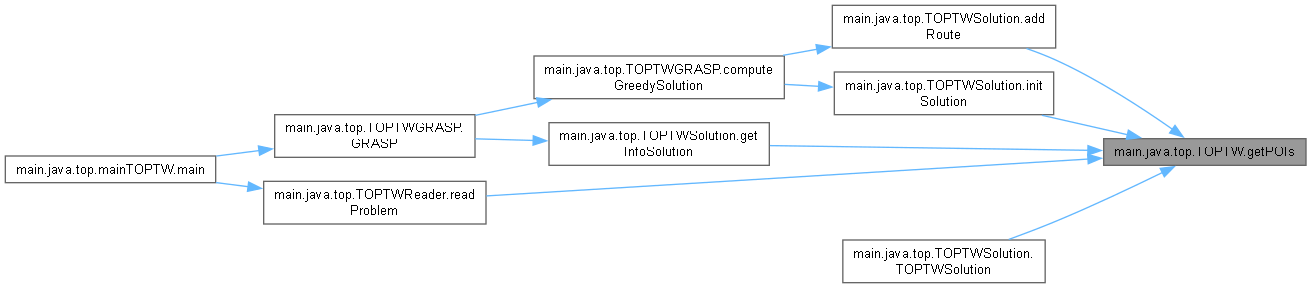 main.java.top.TOPTWSolution.add
Route
main.java.top.TOPTWGRASP.compute
GreedySolution
main.java.top.TOPTWSolution.init
Solution
main.java.top.TOPTWGRASP.
GRASP
main.java.top.TOPTWSolution.get
InfoSolution
main.java.top.TOPTW.getPOIs
main.java.top.mainTOPTW.main
main.java.top.TOPTWReader.read
Problem
main.java.top.TOPTWSolution.
TOPTWSolution